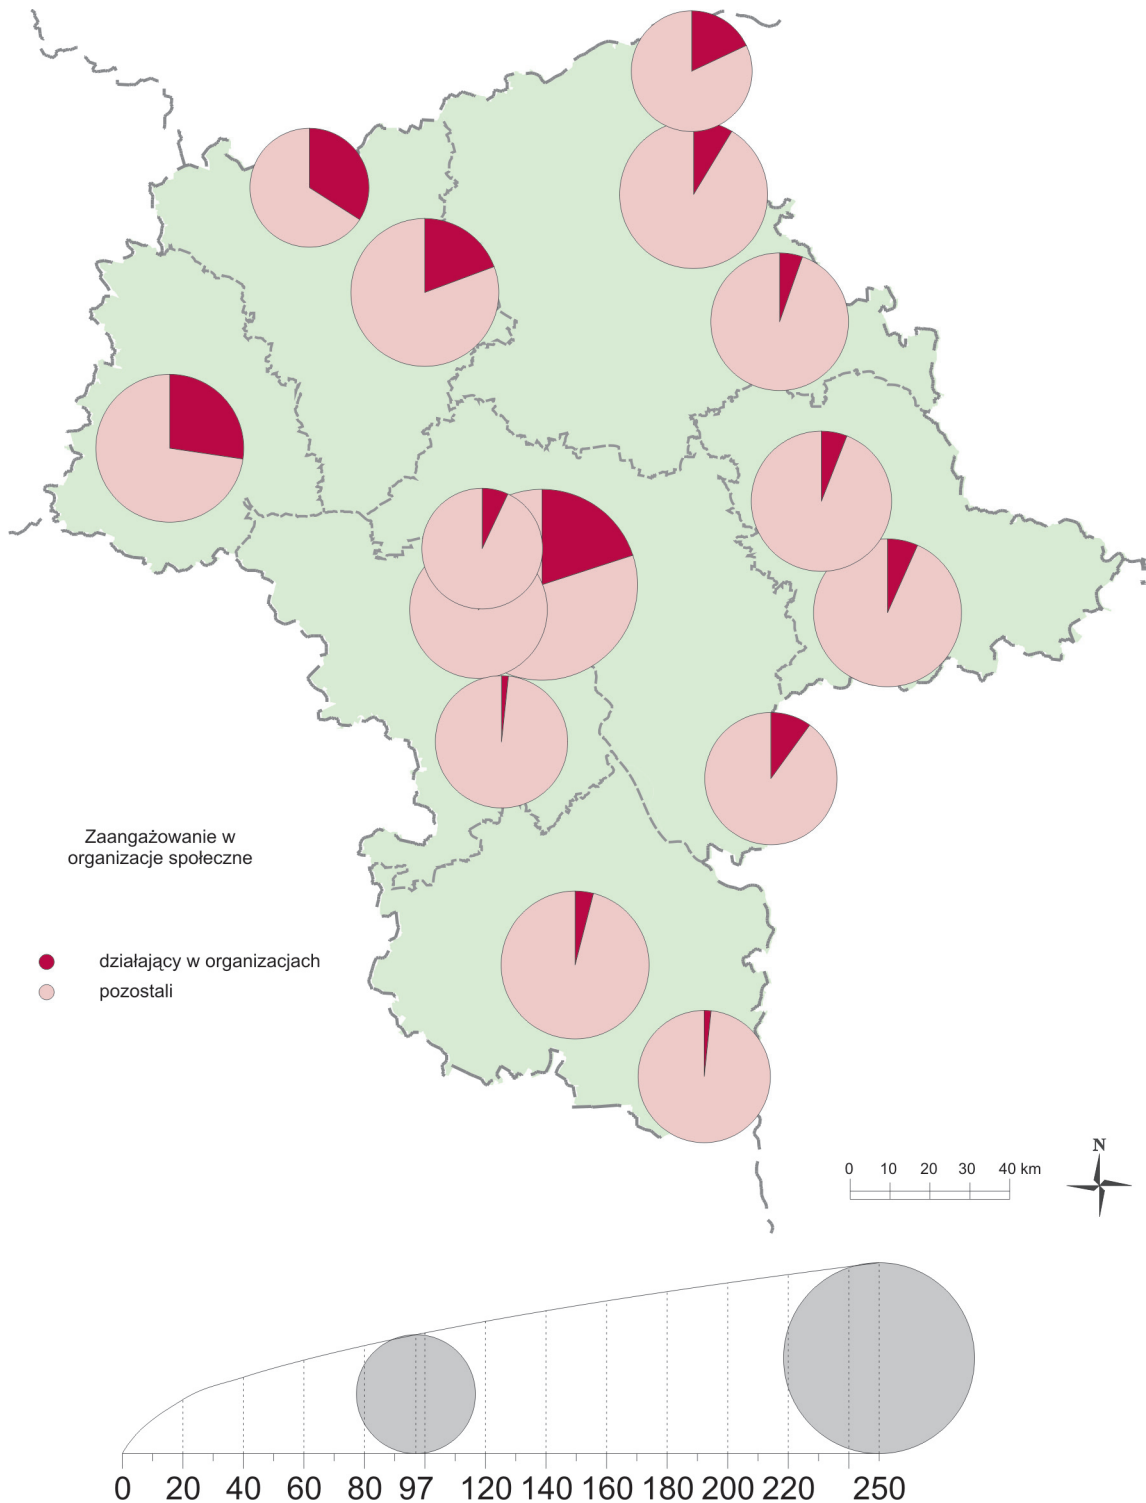 Zaangażowanie w
organizacje społeczne
działający w organizacjach
pozostali
N
0 10 20 30 40 km
0 20 40 60 80 97 120 140 160 180 200 220 250